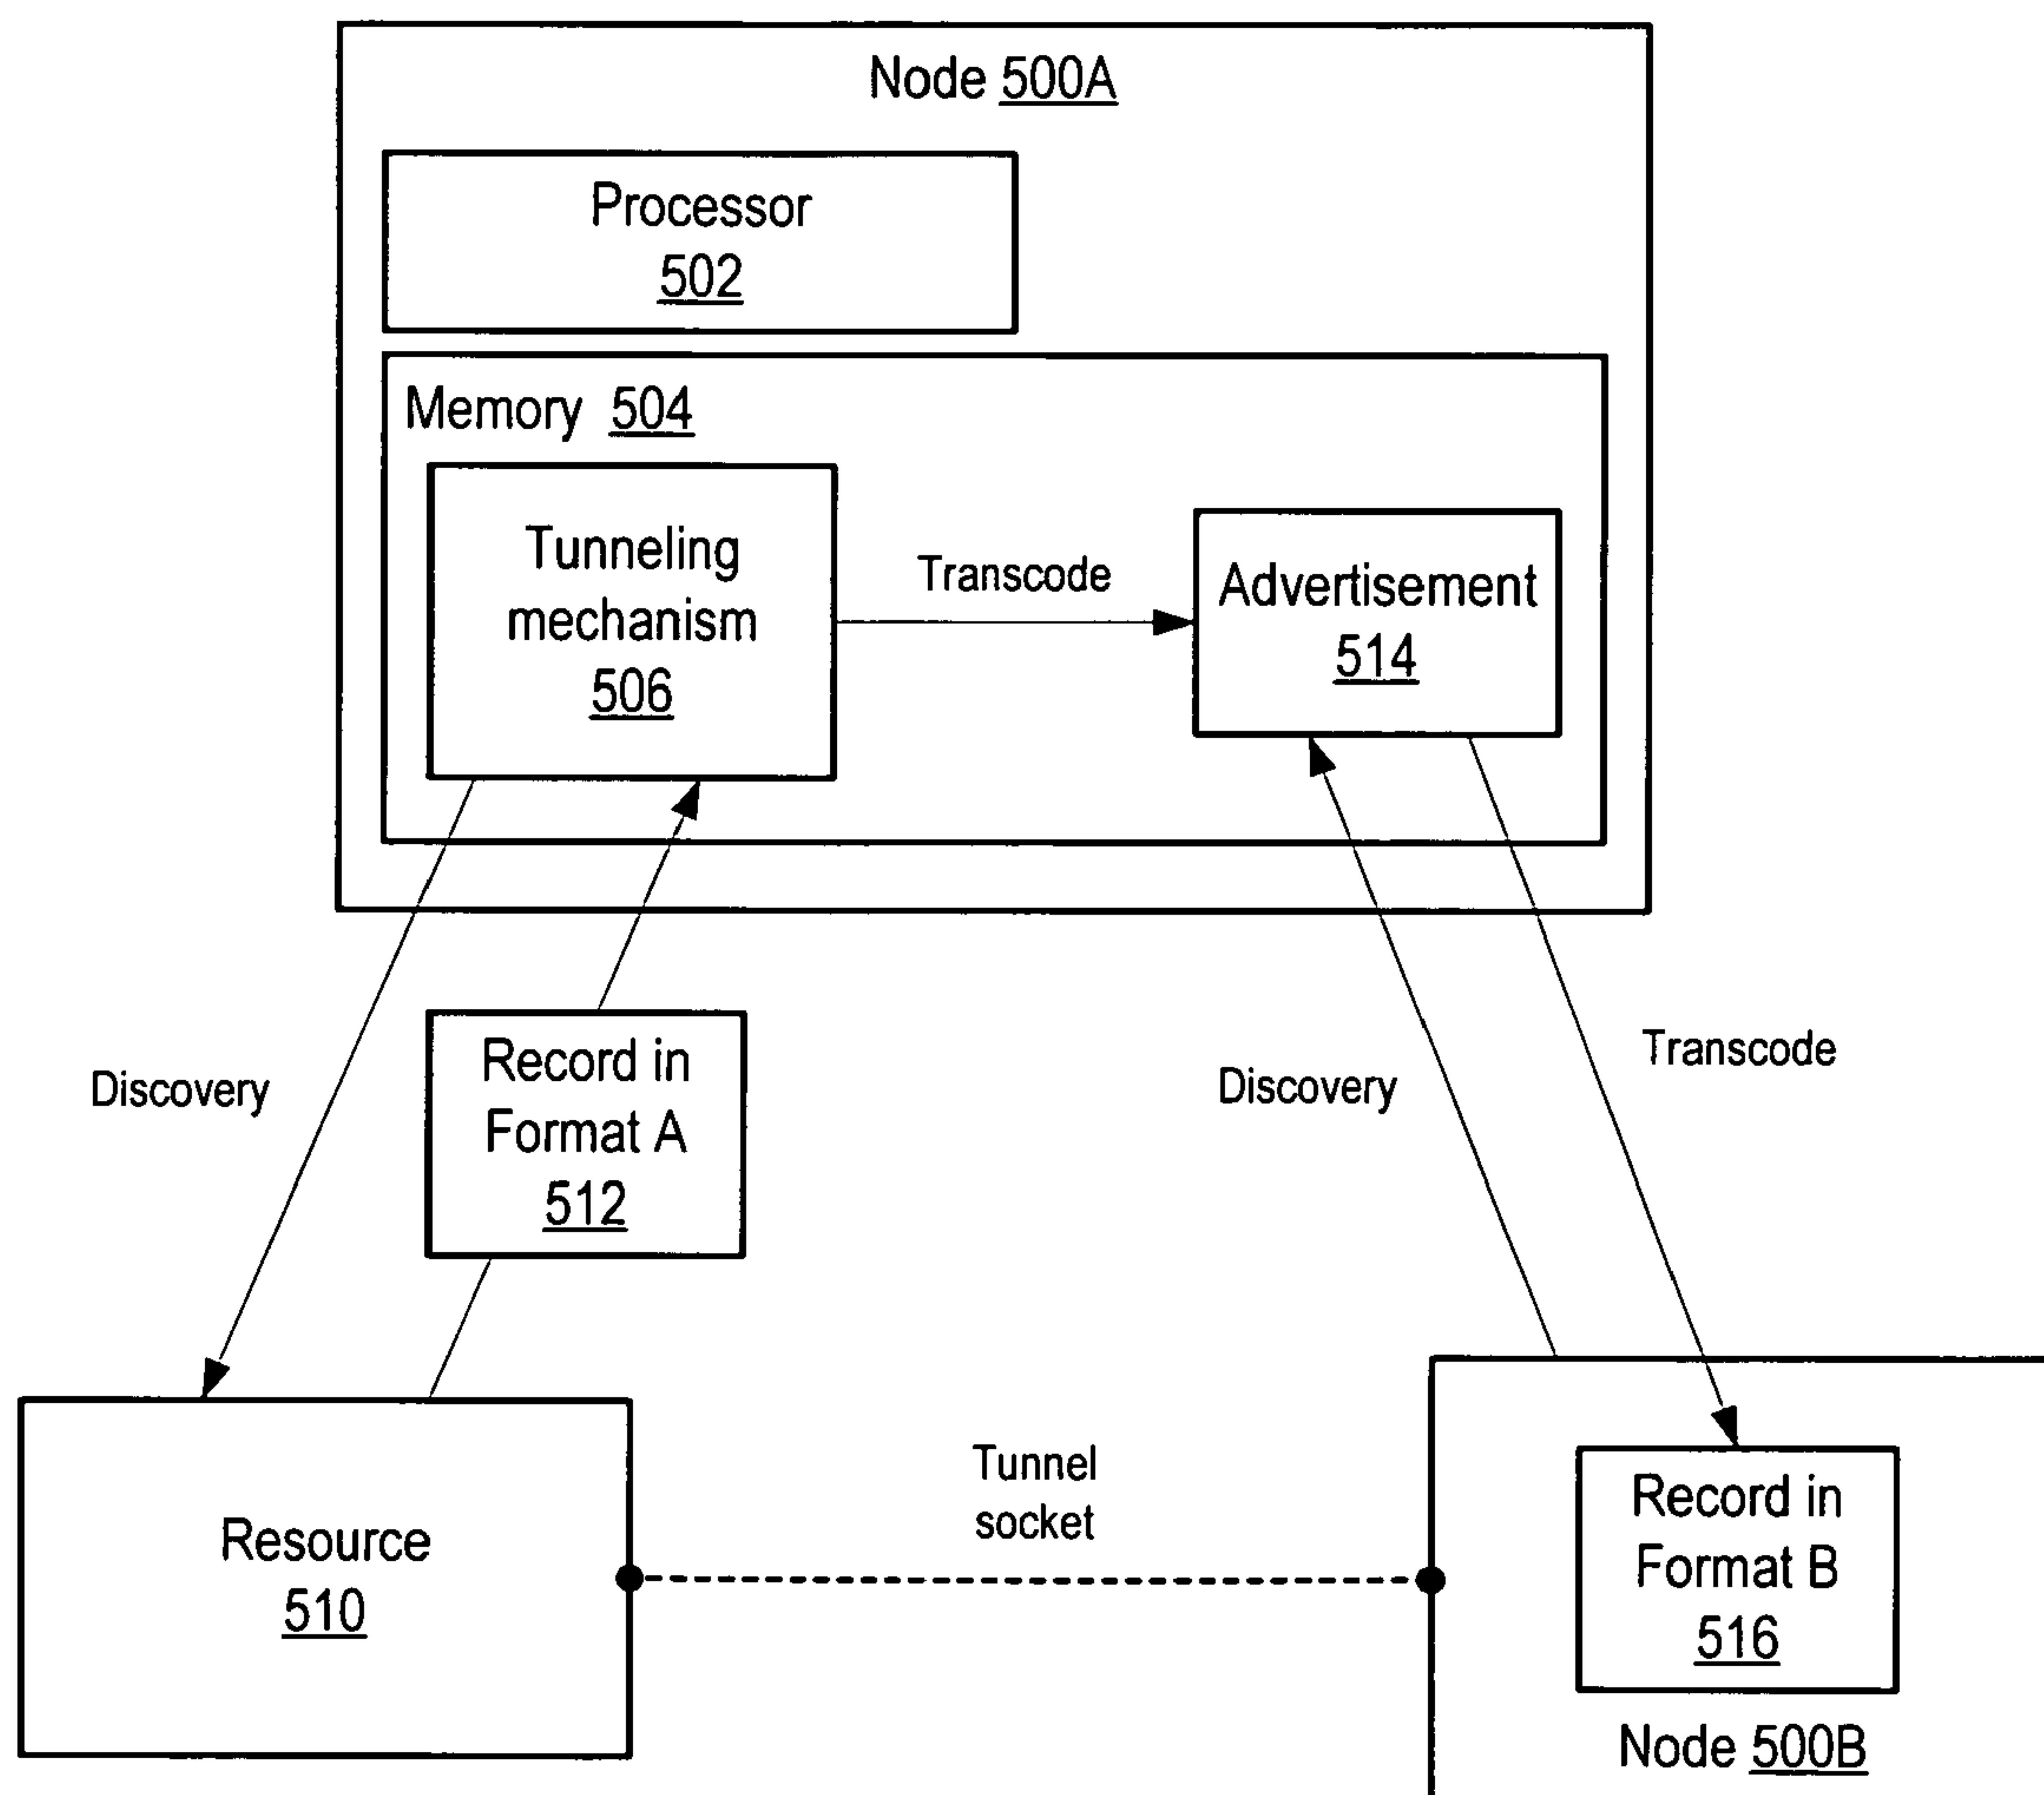 Node 500A
Processor
502
Memory 504
Tunneling
mechanism
506
Transcode
Advertisement
514
Discovery
Record in
Format A
512
Discovery
Transcode
Resource
510
Tunnel
socket
Record in
Format B
516
Node 500B